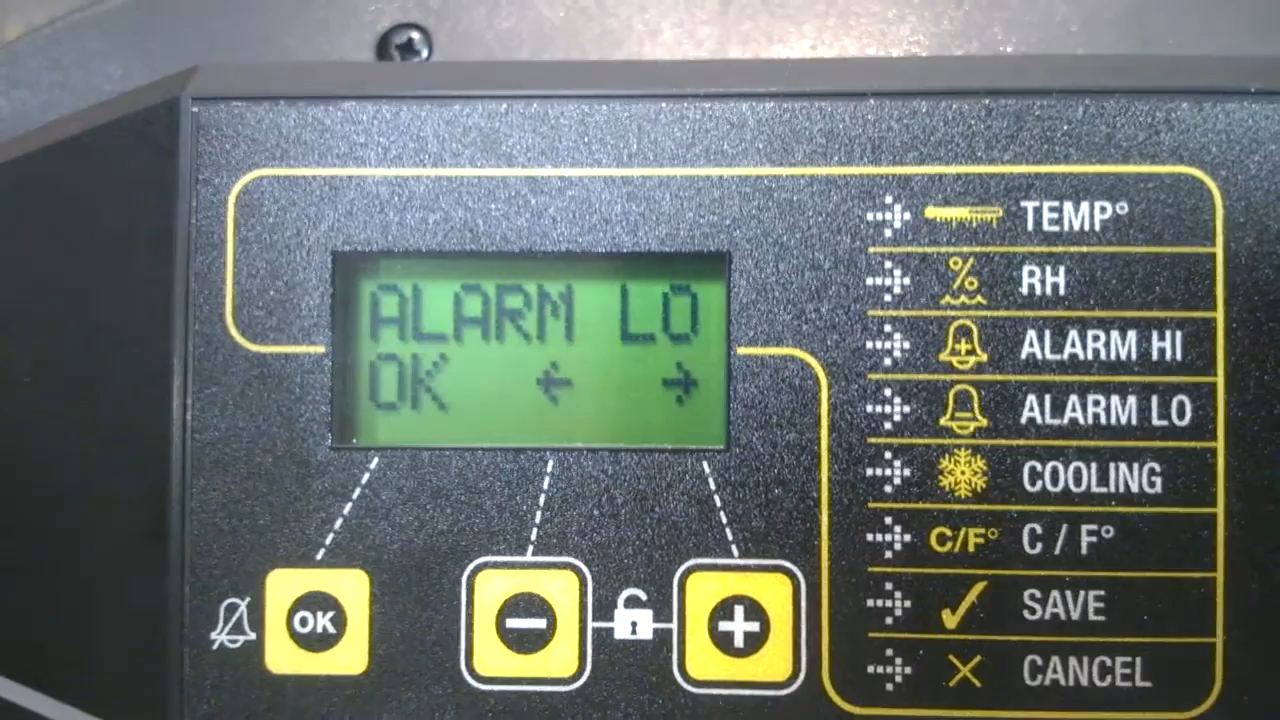 ALARM LO
OK ← →
OK
−
+
TEMP°
% RH
ALARM HI
ALARM LO
COOLING
C/F° C / F°
SAVE
CANCEL